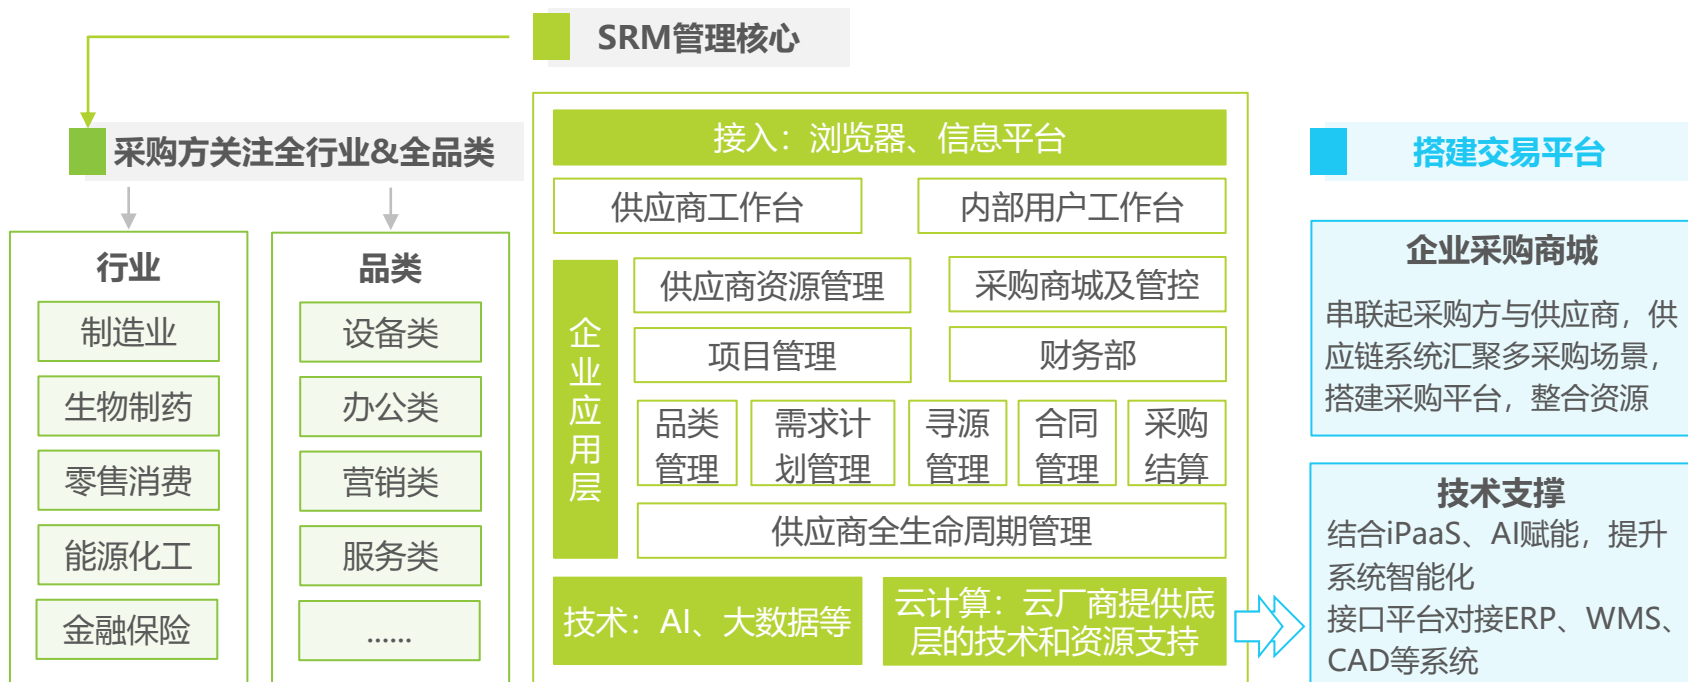 SRM管理核心
采购方关注全行业&全品类
行业
制造业
生物制药
零售消费
能源化工
金融保险
品类
设备类
办公类
营销类
服务类
......
接入：浏览器、信息平台
供应商工作台
内部用户工作台
企业应用层
供应商资源管理
采购商城及管控
项目管理
财务部
品类
管理
需求计
划管理
寻源
管理
合同
管理
采购
结算
供应商全生命周期管理
技术：AI、大数据等
云计算：云厂商提供底
层的技术和资源支持
搭建交易平台
企业采购商城
串联起采购方与供应商，供
应链系统汇聚多采购场景，
搭建采购平台，整合资源
技术支撑
结合iPaaS、AI赋能，提升
系统智能化
接口平台对接ERP、WMS、
CAD等系统